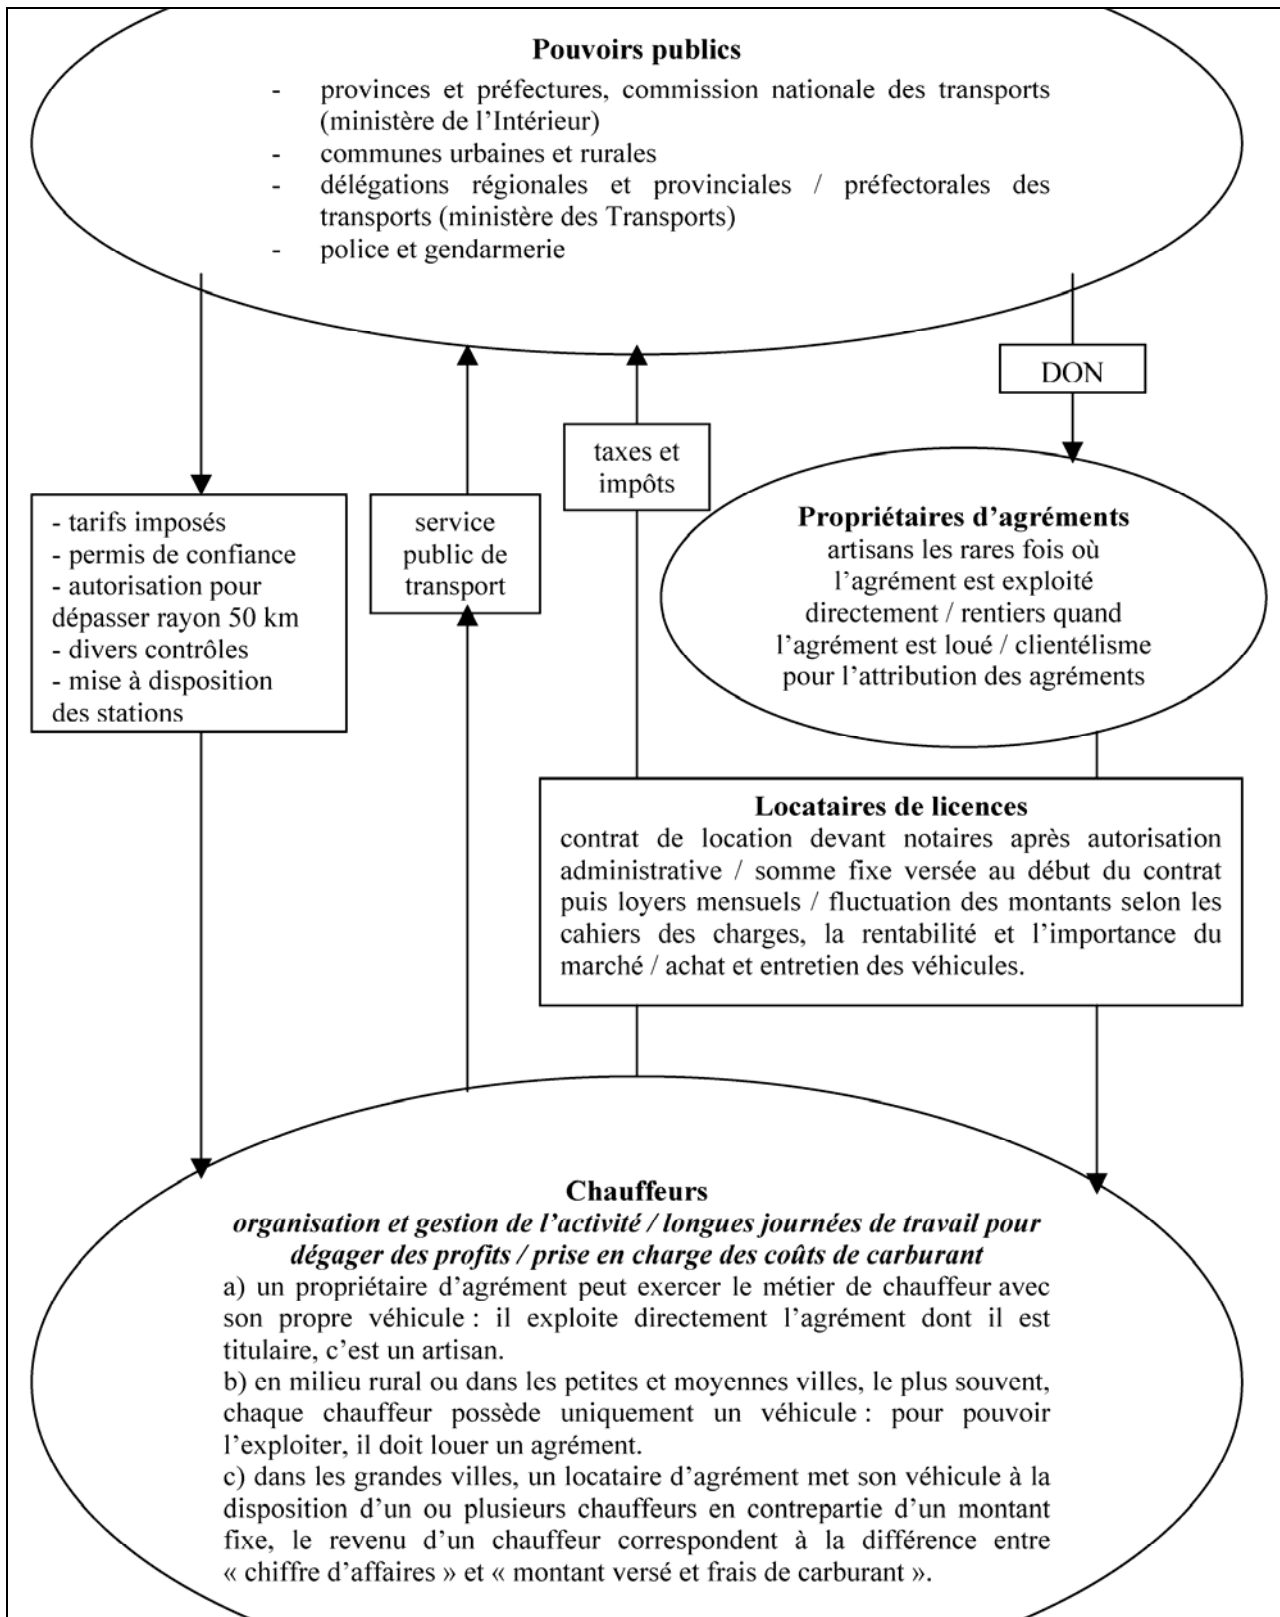 Pouvoirs publics
- provinces et préfectures, commission nationale des transports
(ministère de l’Intérieur)
- communes urbaines et rurales
- délégations régionales et provinciales / préfectorales des
transports (ministère des Transports)
- police et gendarmerie
DON
taxes et
impôts
- tarifs imposés
- permis de confiance
- autorisation pour
dépasser rayon 50 km
- divers contrôles
- mise à disposition
des stations
service
public de
transport
Propriétaires d’agréments
artisans les rares fois où
l’agrément est exploité
directement / rentiers quand
l’agrément est loué / clientélisme
pour l’attribution des agréments
Locataires de licences
contrat de location devant notaires après autorisation
administrative / somme fixe versée au début du contrat
puis loyers mensuels / fluctuation des montants selon les
cahiers des charges, la rentabilité et l’importance du
marché / achat et entretien des véhicules.
Chauffeurs
organisation et gestion de l’activité / longues journées de travail pour
dégager des profits / prise en charge des coûts de carburant
a) un propriétaire d’agrément peut exercer le métier de chauffeur avec
son propre véhicule : il exploite directement l’agrément dont il est
titulaire, c’est un artisan.
b) en milieu rural ou dans les petites et moyennes villes, le plus souvent,
chaque chauffeur possède uniquement un véhicule : pour pouvoir
l’exploiter, il doit louer un agrément.
c) dans les grandes villes, un locataire d’agrément met son véhicule à la
disposition d’un ou plusieurs chauffeurs en contrepartie d’un montant
fixe, le revenu d’un chauffeur correspondent à la différence entre
« chiffre d’affaires » et « montant versé et frais de carburant ».